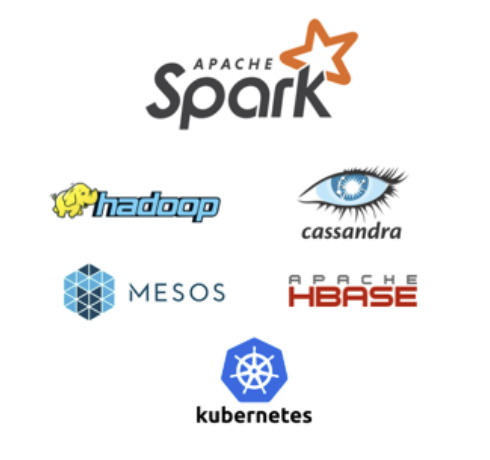 APACHE
Spark
hadoop
cassandra
MESOS
APACHE
HBASE
kubernetes